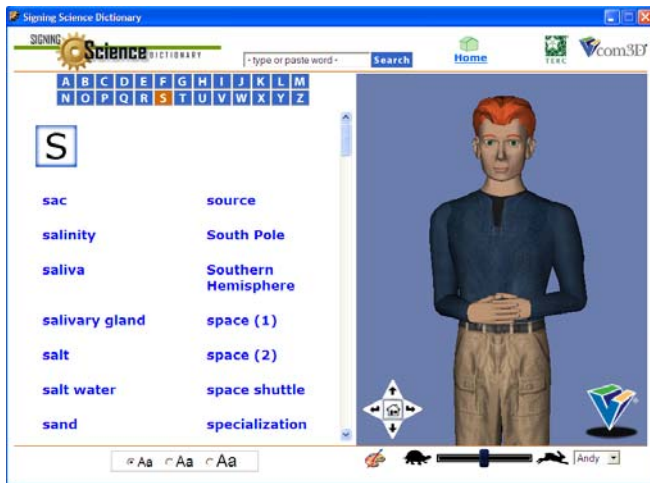 Signing Science Dictionary
SIGNING Science DICTIONARY
- type or paste word -
Search
Home
TERC
Vcom3D
A B C D E F G H I J K L M
N O P Q R S T U V W X Y Z
S
sac source
salinity South Pole
saliva Southern
Hemisphere
salivary gland space (1)
salt space (2)
salt water space shuttle
sand specialization
Aa Aa Aa
Andy